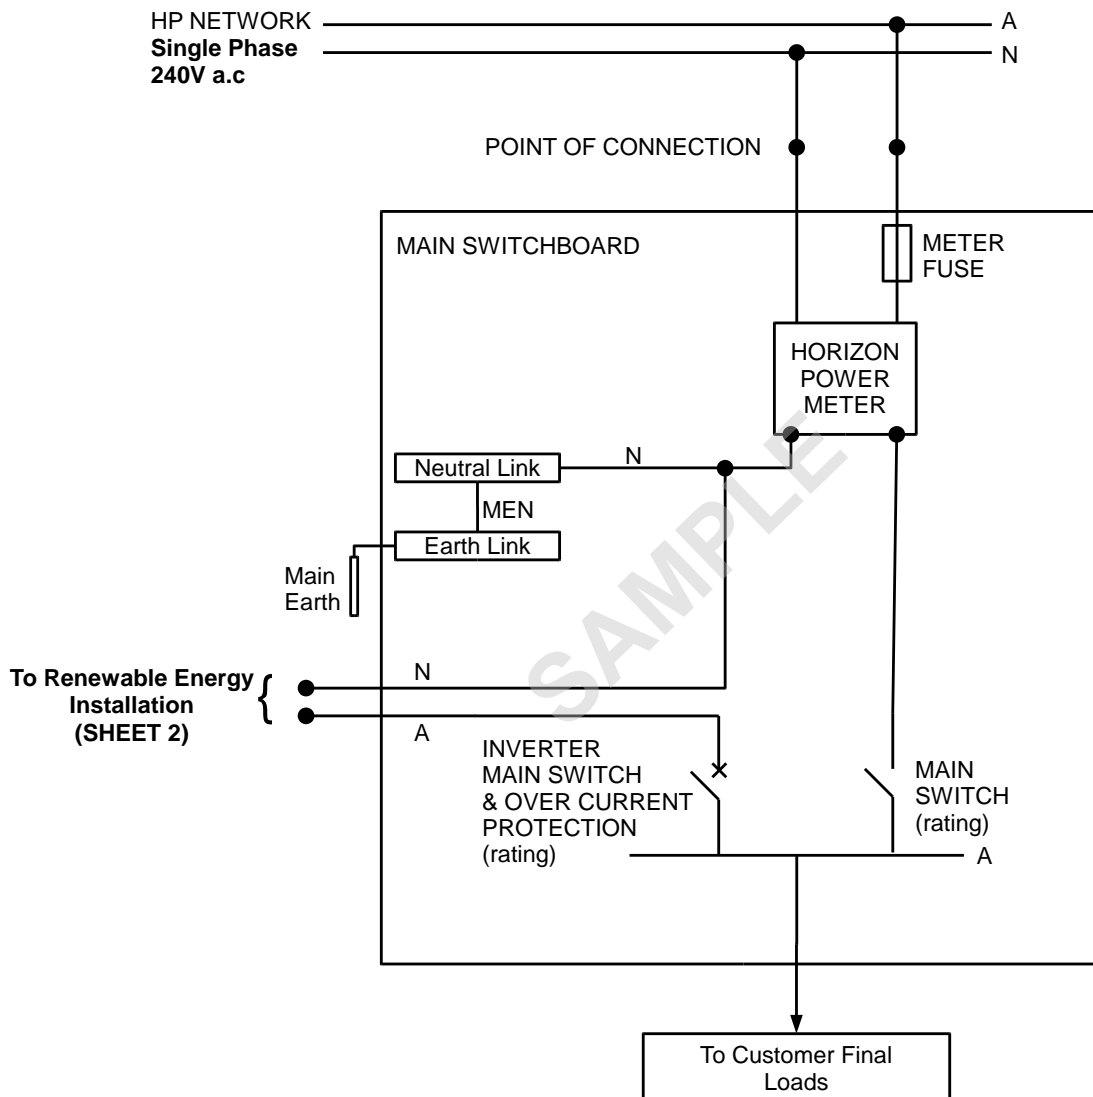 HP NETWORK
Single Phase
240V a.c
A
N
POINT OF CONNECTION
MAIN SWITCHBOARD
METER
FUSE
HORIZON
POWER
METER
Neutral Link
N
MEN
Earth Link
Main
Earth
SAMPLE
To Renewable Energy
Installation
(SHEET 2)
{
N
A
INVERTER
MAIN SWITCH
& OVER CURRENT
PROTECTION
(rating)
MAIN
SWITCH
(rating)
A
To Customer Final
Loads